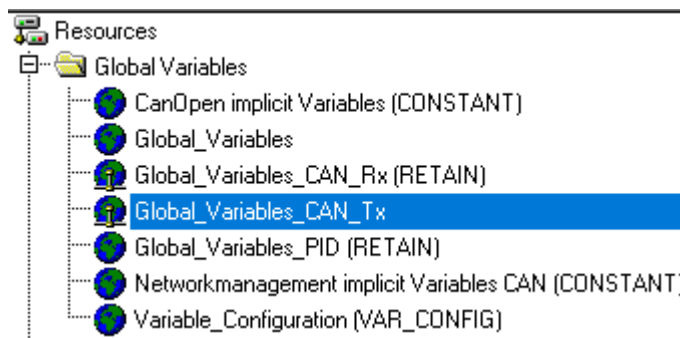 Resources
Global Variables
CanOpen implicit Variables (CONSTANT)
Global_Variables
Global_Variables_CAN_Rx (RETAIN)
Global_Variables_CAN_Tx
Global_Variables_PID (RETAIN)
Networkmanagement implicit Variables CAN (CONSTANT)
Variable_Configuration (VAR_CONFIG)